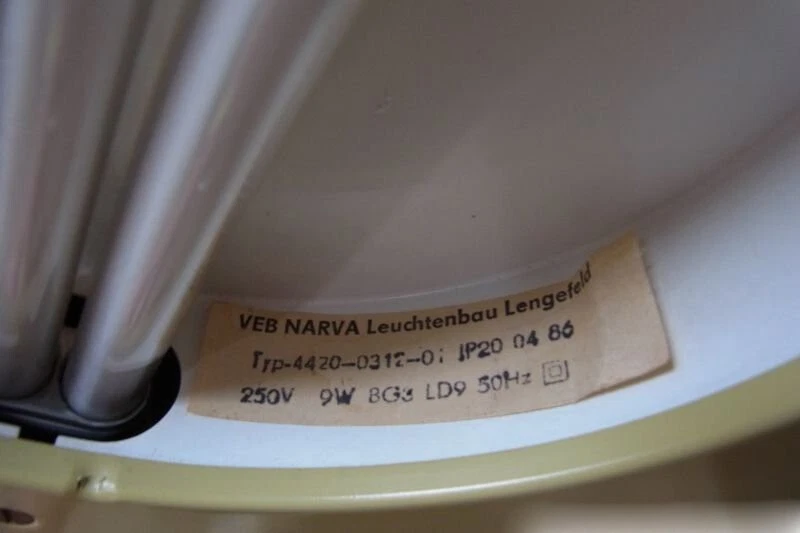 VEB NARVA Leuchtenbau Lengefeld
Typ-4420-0312-01 IP20 04 86
250V 9W 8G3 LD9 50Hz